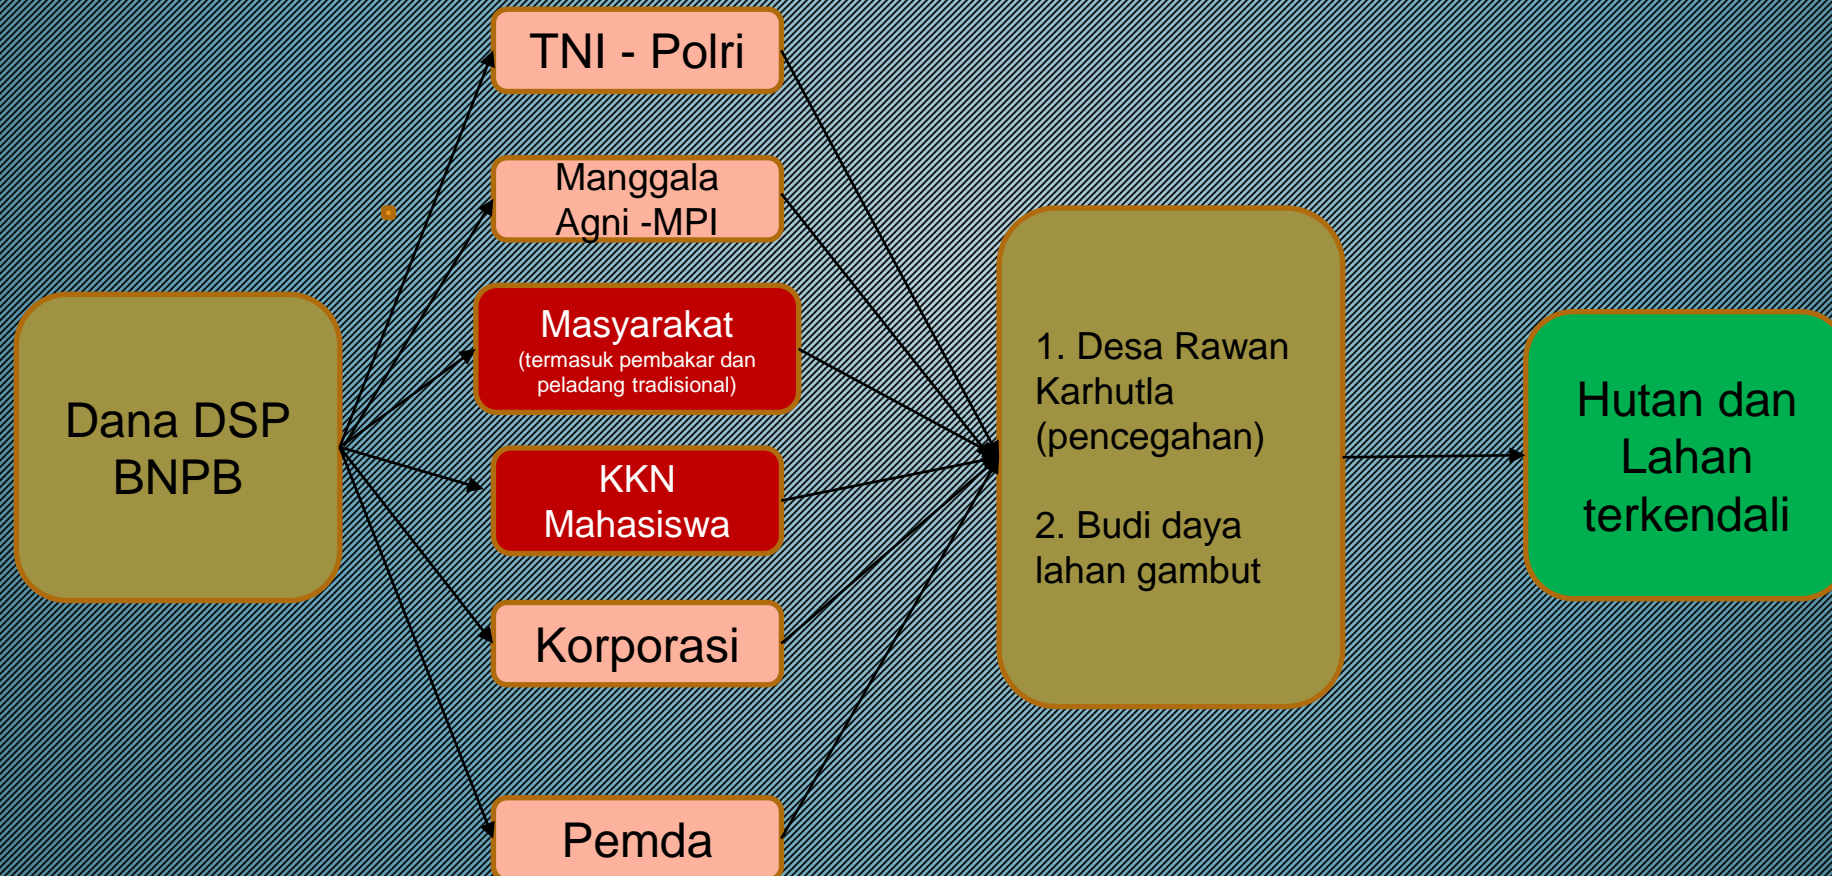 Dana DSP
BNPB
TNI - Polri
Manggala
Agni -MPI
Masyarakat
(termasuk pembakar dan
peladang tradisional)
KKN
Mahasiswa
Korporasi
Pemda
1. Desa Rawan
Karhutla
(pencegahan)
2. Budi daya
lahan gambut
Hutan dan
Lahan
terkendali